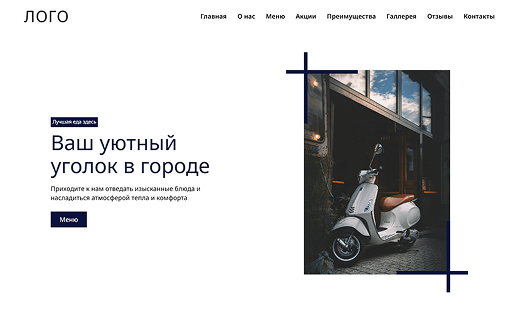 ЛОГО
Главная О нас Меню Акции Преимущества Галлерея Отзывы Контакты
Лучшая еда здесь
Ваш уютный
уголок в городе
Приходите к нам отведать изысканные блюда и
насладиться атмосферой тепла и комфорта
Меню